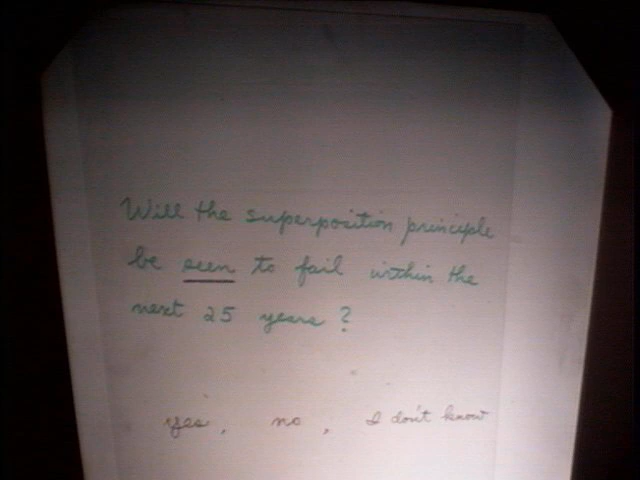 Will the superposition principle
be seen to fail within the
next 25 years?
yes, no, I don't know